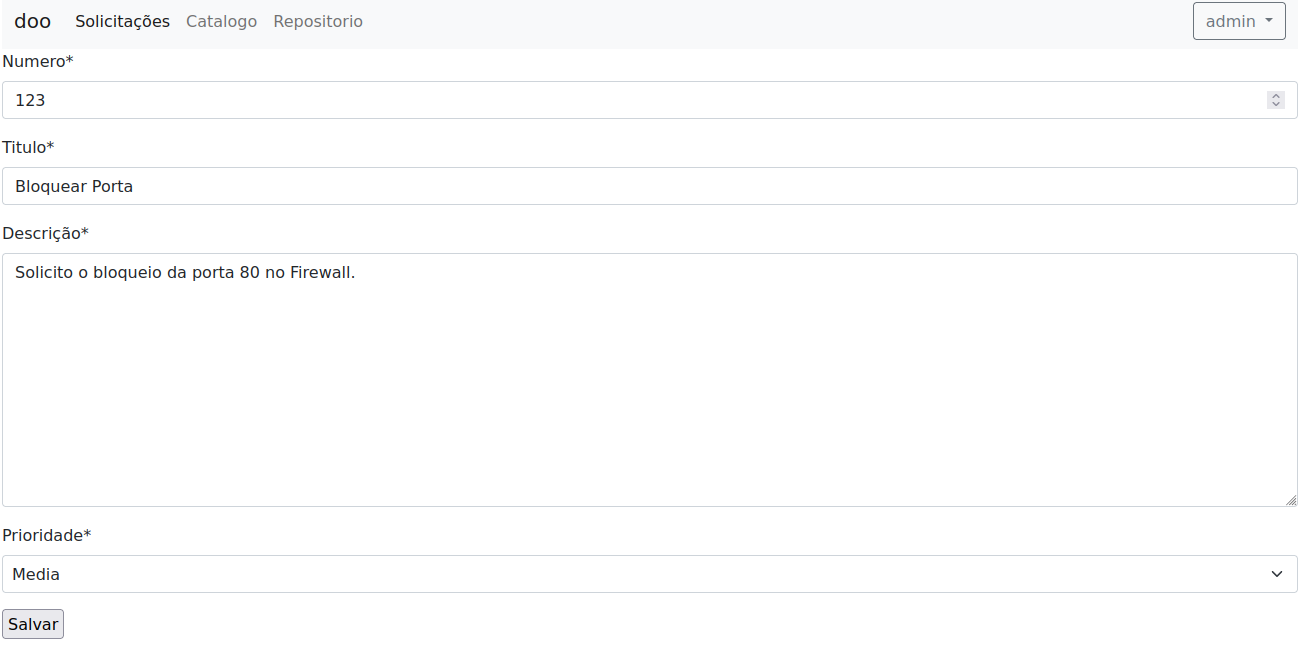 doo Solicitações Catalogo Repositorio admin
Numero*
123
Titulo*
Bloquear Porta
Descrição*
Solicito o bloqueio da porta 80 no Firewall.
Prioridade*
Media
Salvar